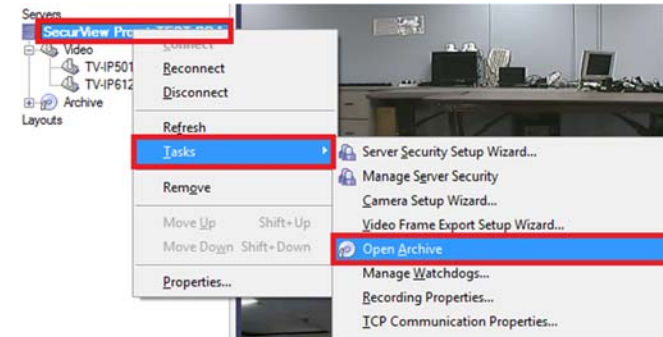 Servers
SecurView Pro
Video
TV-IP501
TV-IP612
Archive
Layouts
Connect
Reconnect
Disconnect
Refresh
Tasks
Remove
Move Up Shift+Up
Move Down Shift+Down
Properties...
Server Security Setup Wizard...
Manage Server Security
Camera Setup Wizard...
Video Frame Export Setup Wizard...
Open Archive
Manage Watchdogs...
Recording Properties...
TCP Communication Properties...